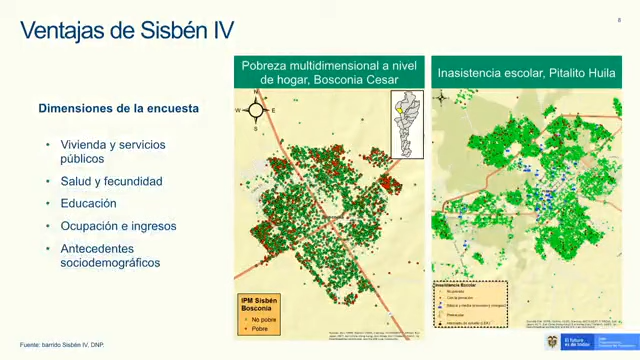 8
Ventajas de Sisbén IV
Dimensiones de la encuesta
• Vivienda y servicios
públicos
• Salud y fecundidad
• Educación
• Ocupación e ingresos
• Antecedentes
sociodemográficos
Pobreza multidimensional a nivel
de hogar, Bosconia Cesar
N
W
E
S
IPM Sisbén
Bosconia
No pobre
Pobre
Inasistencia escolar, Pitalito Huila
Inasistencia Escolar
El futuro
es de todos
Fuente: barrido Sisbén IV, DNP.